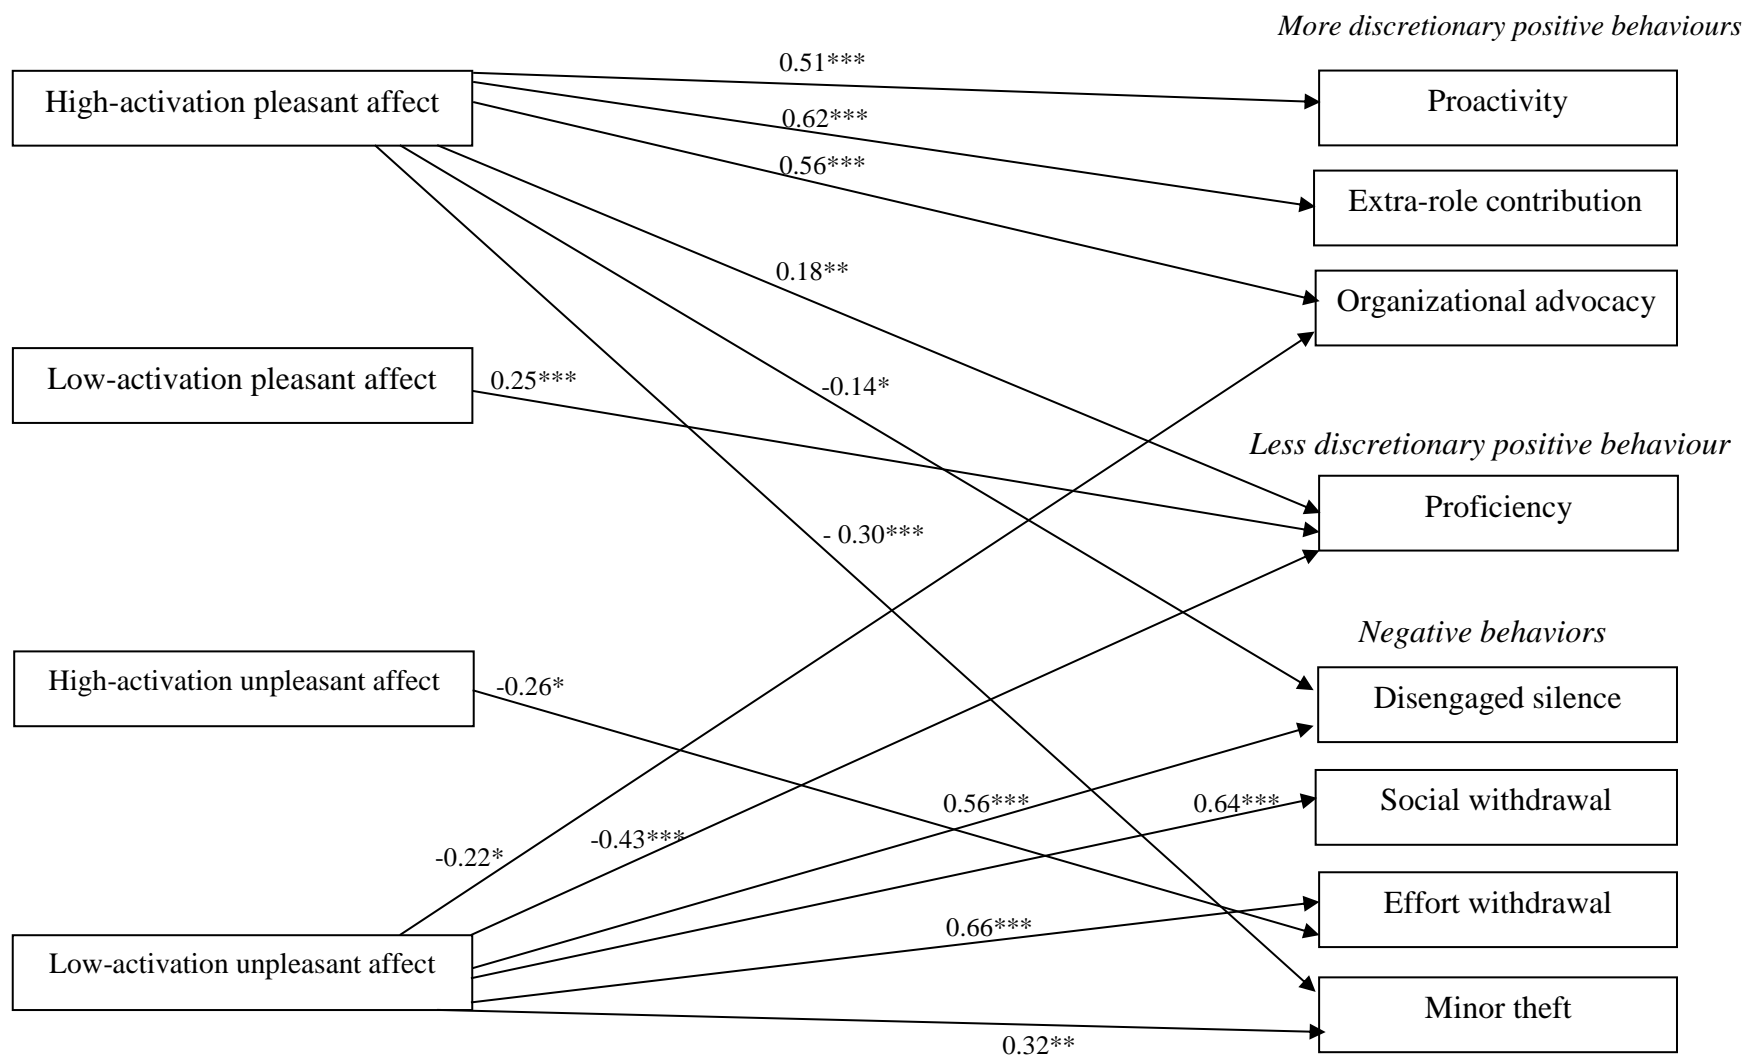 More discretionary positive behaviours
0.51***
High-activation pleasant affect
Proactivity
0.62***
0.56***
Extra-role contribution
0.18**
Organizational advocacy
Low-activation pleasant affect
0.25***
-0.14*
Less discretionary positive behaviour
Proficiency
- 0.30***
Negative behaviors
High-activation unpleasant affect
-0.26*
Disengaged silence
0.56***
0.64***
Social withdrawal
-0.43***
-0.22*
Effort withdrawal
0.66***
Low-activation unpleasant affect
Minor theft
0.32**